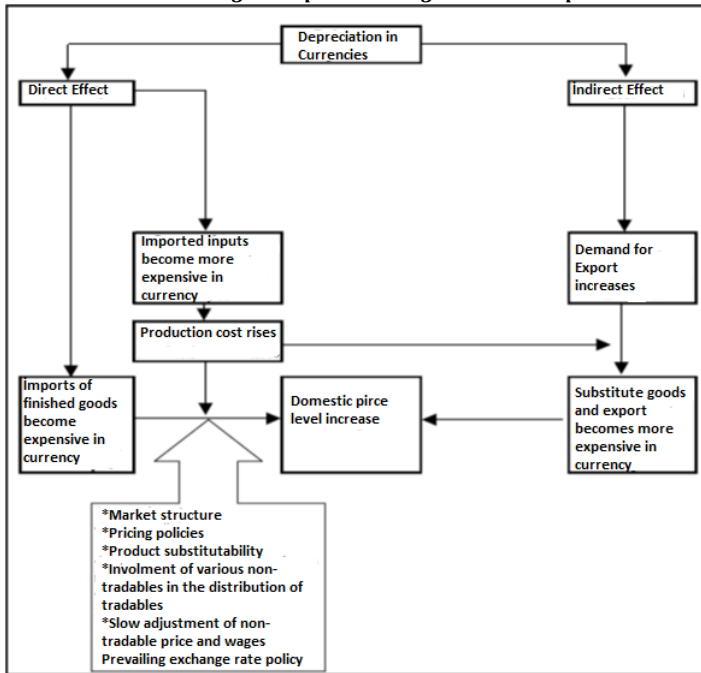 Depreciation in
Currencies
Direct Effect
İndirect Effect
Imported inputs
become more
expensive in
currency
Demand for
Export
increases
Production cost rises
Imports of
finished goods
become
expensive in
currency
Domestic pirce
level increase
Substitute goods
and export
becomes more
expensive in
currency
*Market structure
*Pricing policies
*Product substitutability
*Involment of various non-
tradables in the distribution of
tradables
*Slow adjustment of non-
tradable price and wages
Prevailing exchange rate policy